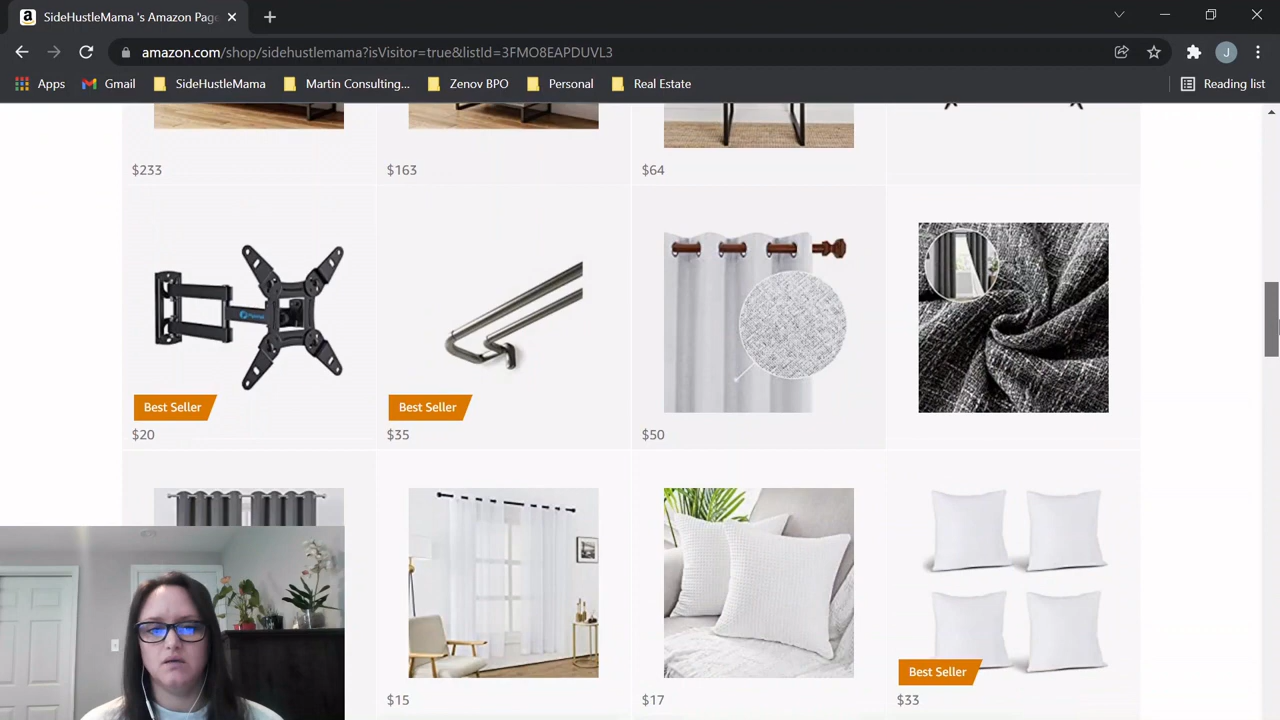 SideHustleMama 's Amazon Pag
amazon.com/shop/sidehustlemama?isVisitor=true&listId=3FMO8EAPDUVL3
J
Apps
Gmail
SideHustleMama
Martin Consulting...
Zenov BPO
Personal
Real Estate
Reading list
$233
$163
$64
Best Seller
$20
Best Seller
$35
$50
$15
$17
Best Seller
$33